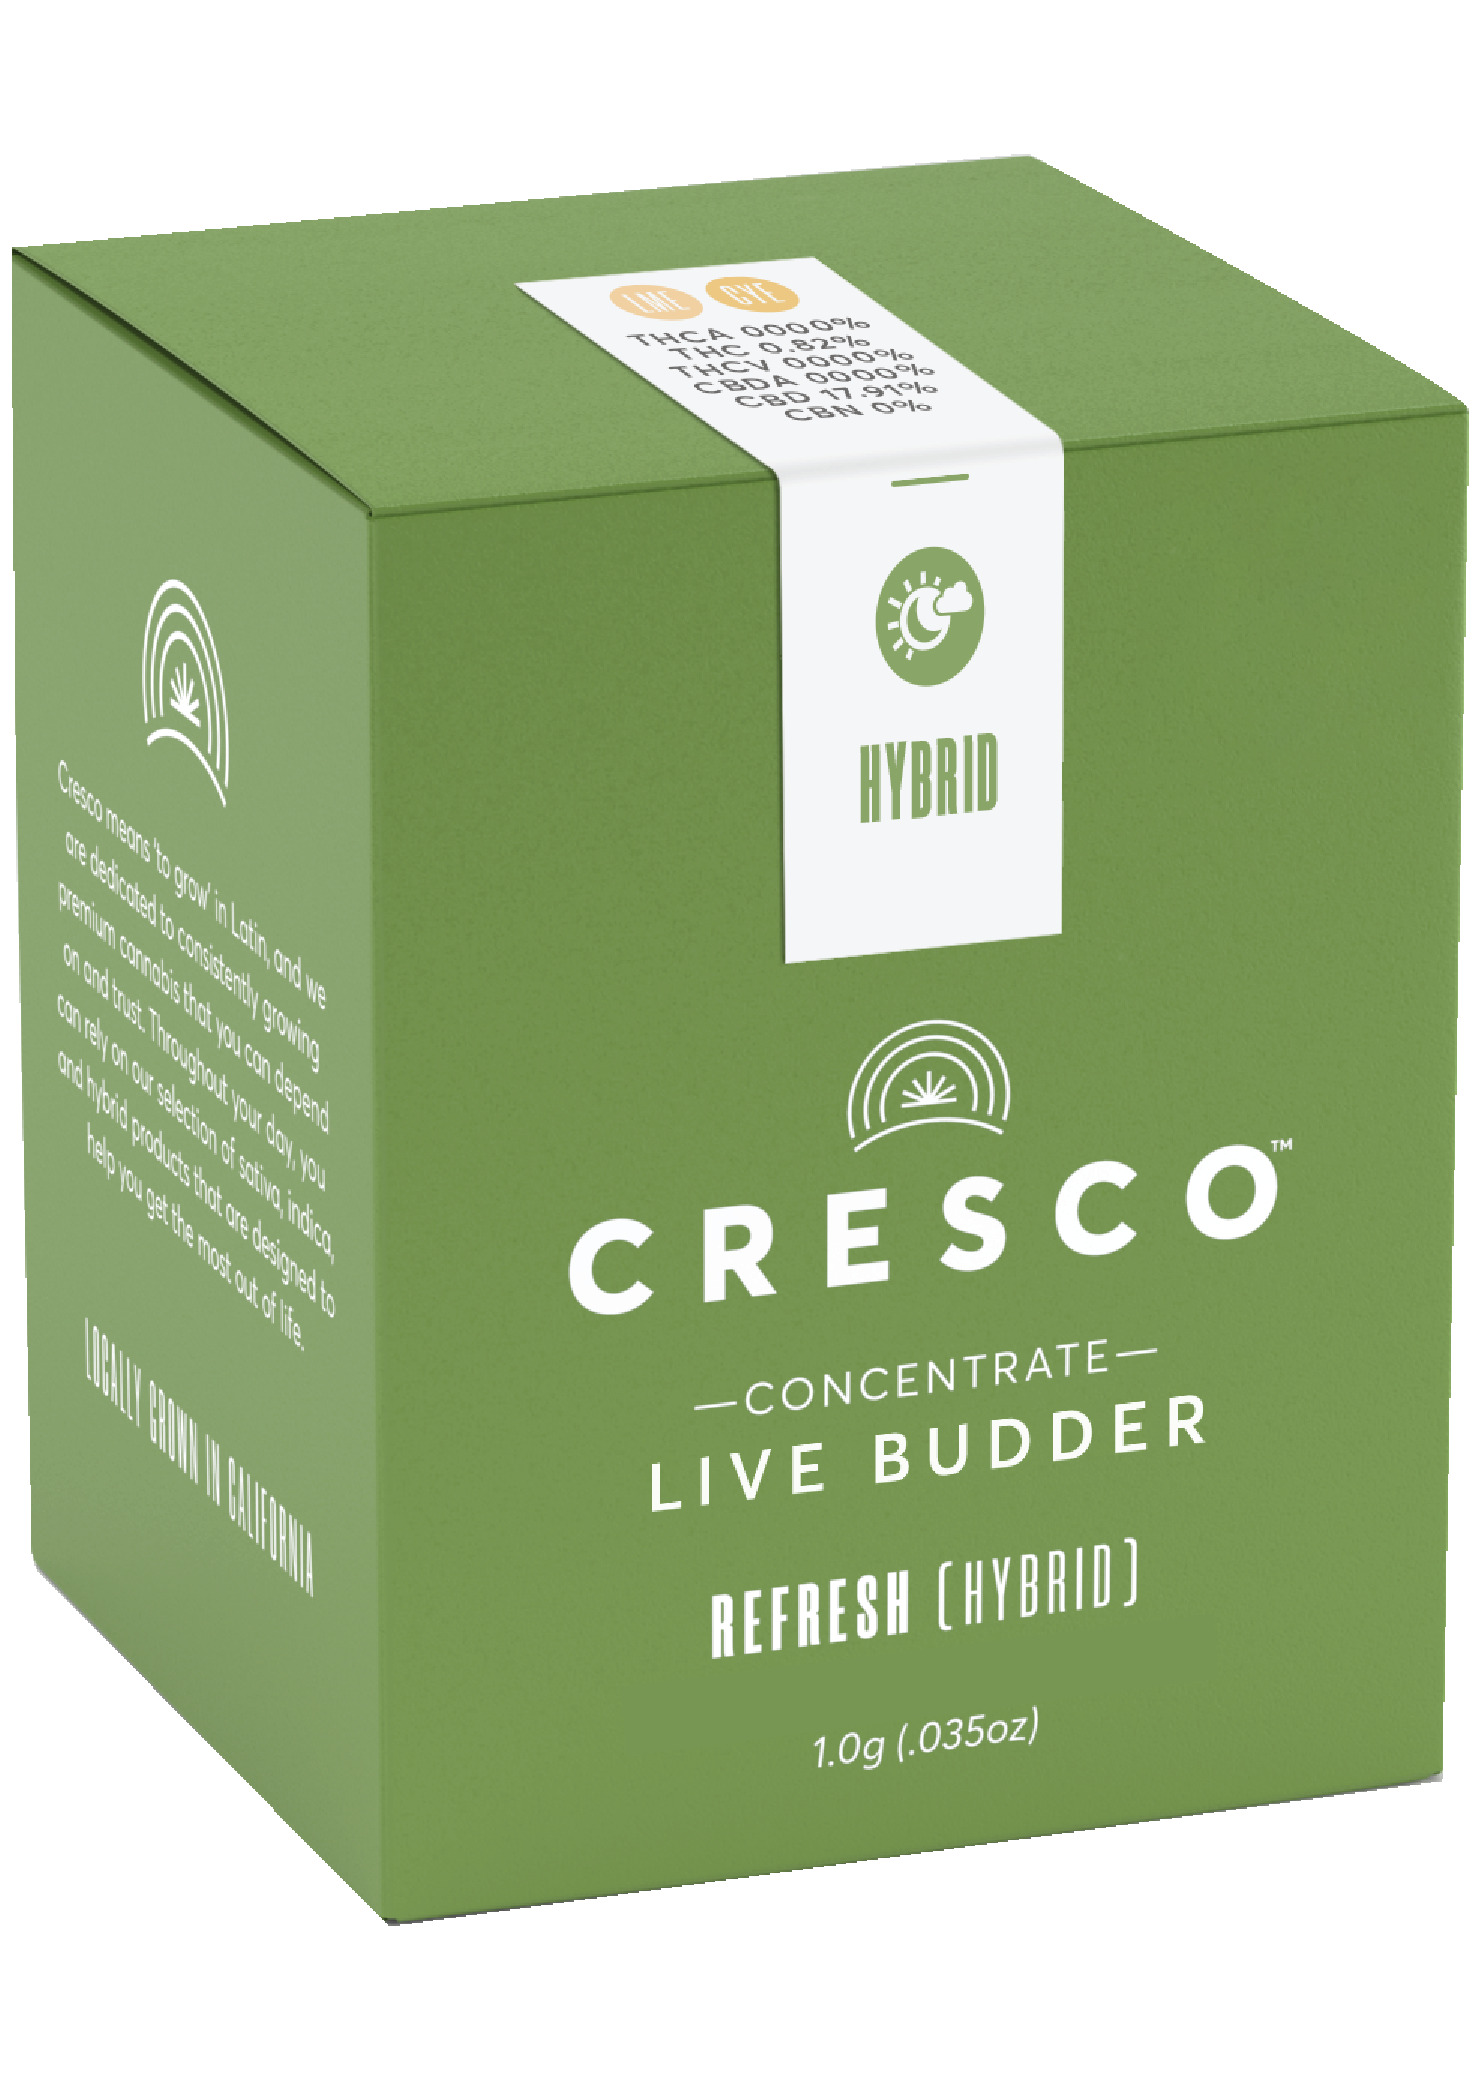 LME GYE
THCA 0000%
THC 0.82%
THCV 0000%
CBDA 0000%
CBD 17.91%
CBN 0%
HYBRID
CRESCO™
—CONCENTRATE—
LIVE BUDDER
REFRESH (HYBRID)
1.0g (.035oz)
Cresco means 'to grow' in Latin, and we
are dedicated to consistently growing
premium cannabis that you can depend
on and trust. Throughout your day, you
can rely on our selection of sativa, indica,
and hybrid products that are designed to
help you get the most out of life.
LOCALLY GROWN IN CALIFORNIA